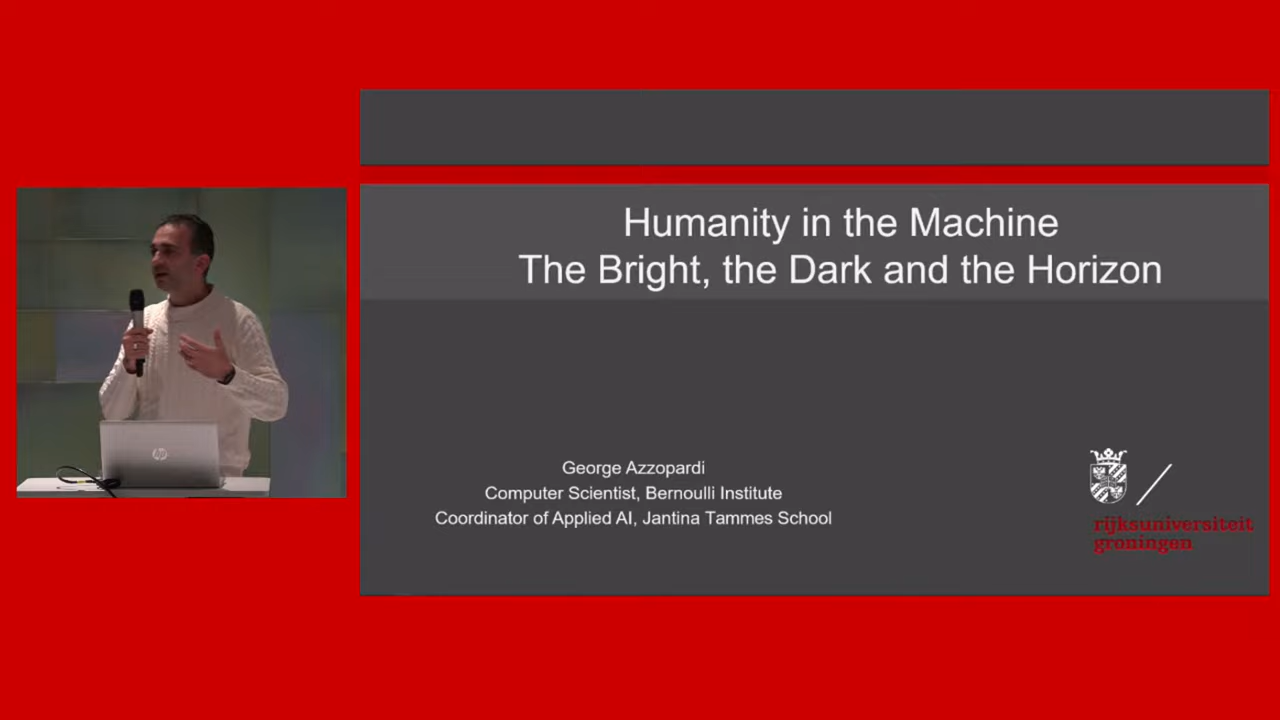 Humanity in the Machine
The Bright, the Dark and the Horizon
George Azzopardi
Computer Scientist, Bernoulli Institute
Coordinator of Applied AI, Jantina Tammes School
rijksuniversiteit
groningen
hp